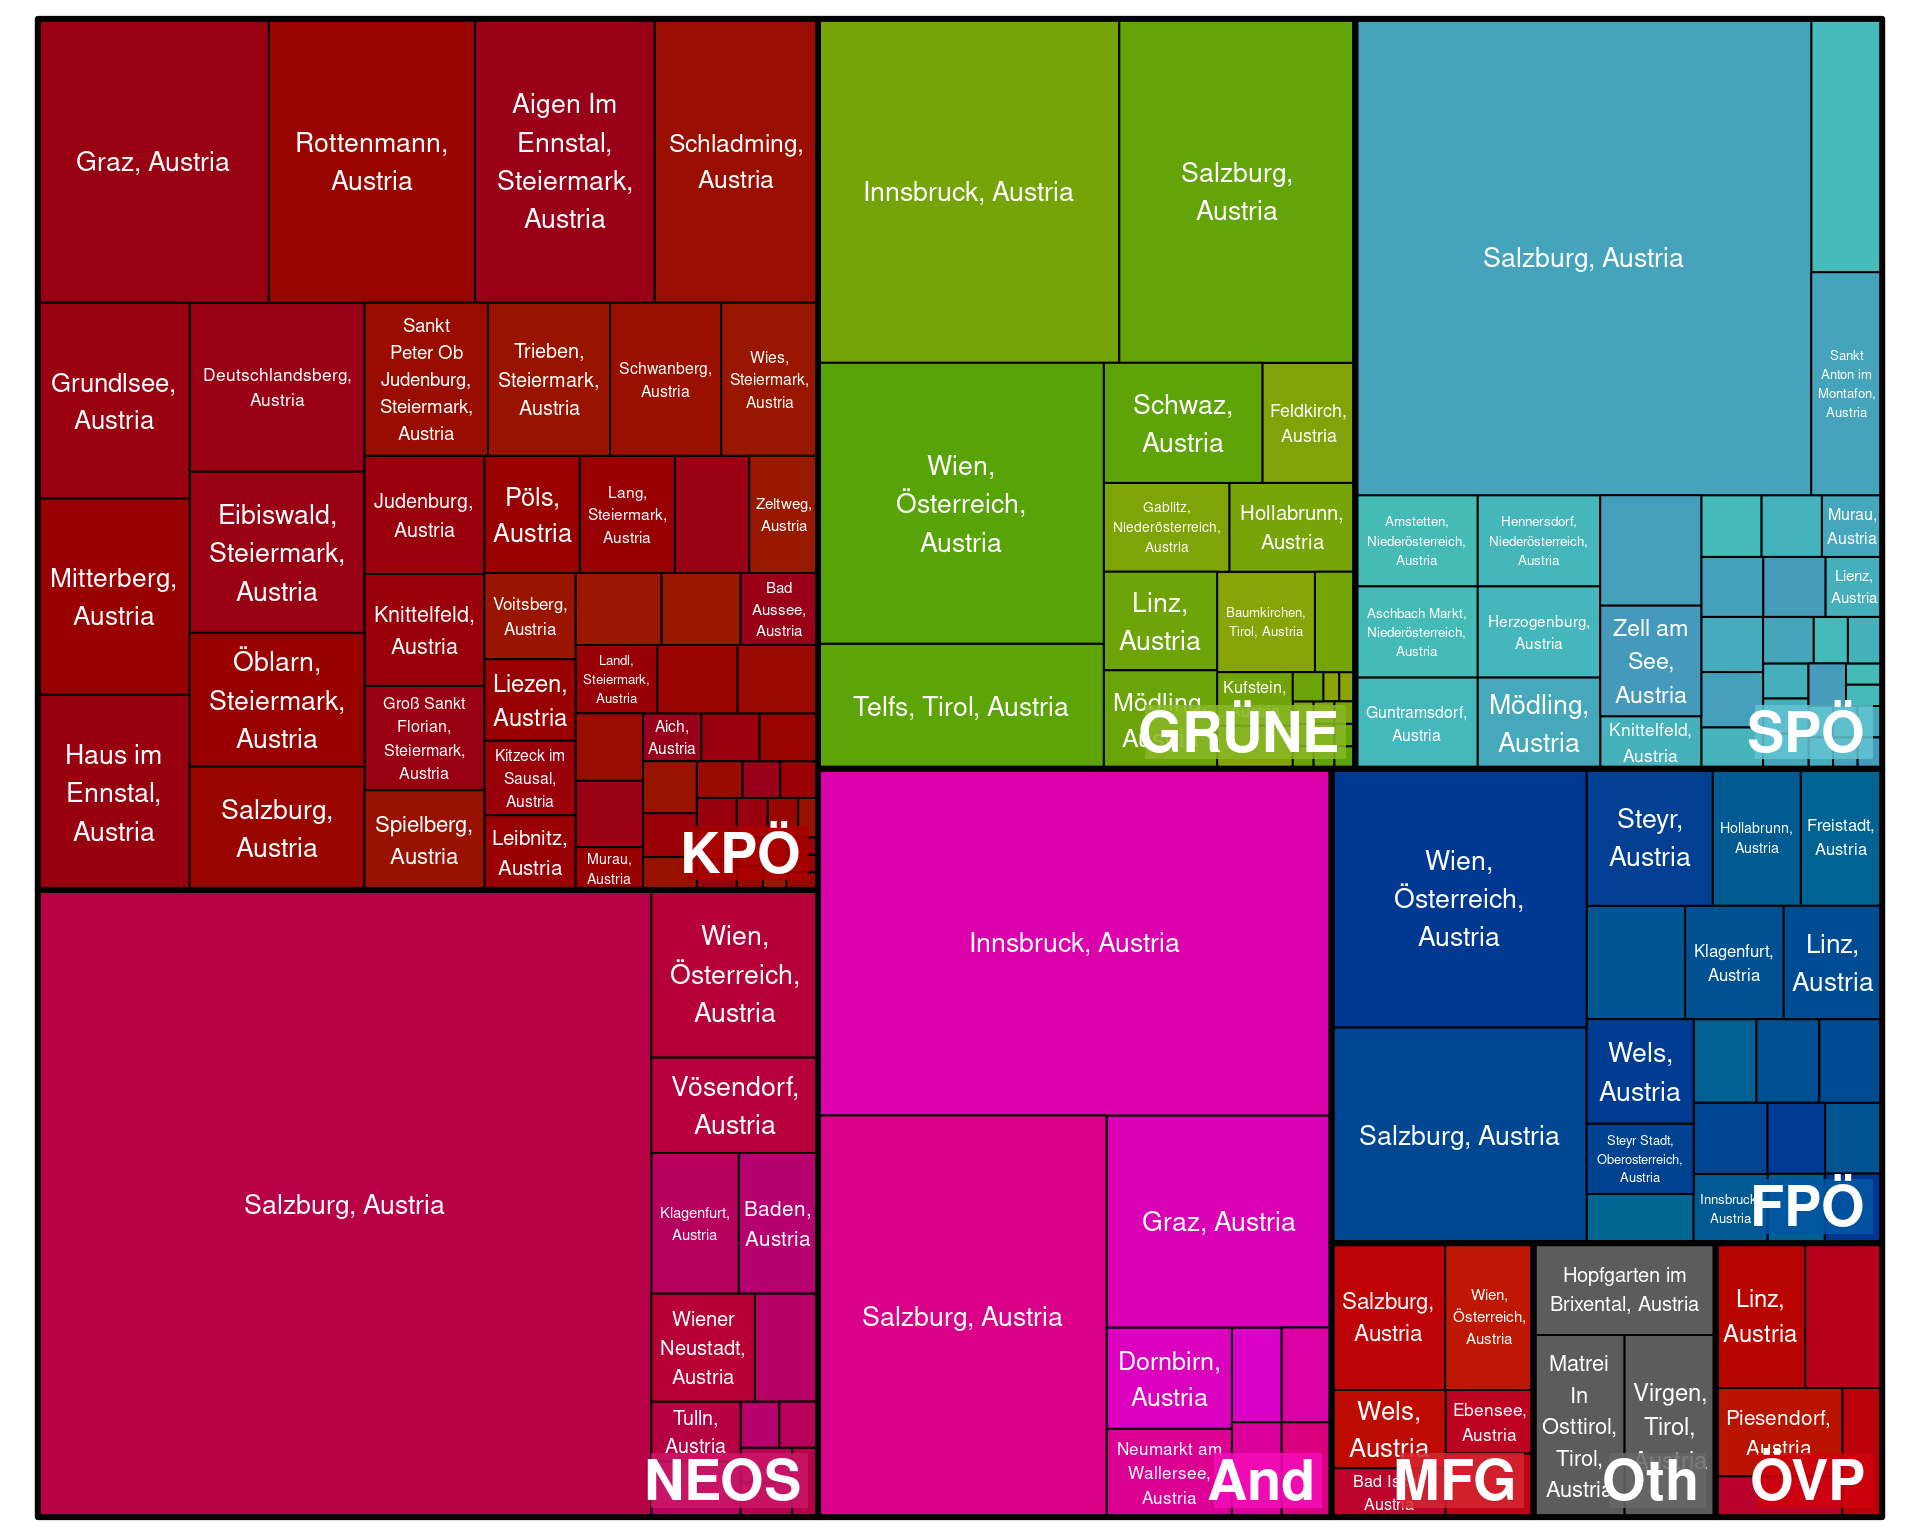 Graz, Austria
Rottenmann,
Austria
Aigen Im
Ennstal,
Steiermark,
Austria
Schladming,
Austria
Grundlsee,
Austria
Deutschlandsberg,
Austria
Sankt
Peter Ob
Judenburg,
Steiermark,
Austria
Trieben,
Steiermark,
Austria
Schwanberg,
Austria
Wies,
Steiermark,
Austria
Mitterberg,
Austria
Eibiswald,
Steiermark,
Austria
Judenburg,
Austria
Pöls,
Austria
Lang,
Steiermark,
Austria
Zeltweg,
Austria
Knittelfeld,
Austria
Voitsberg,
Austria
Bad
Aussee,
Austria
Öblarn,
Steiermark,
Austria
Liezen,
Austria
Landl,
Steiermark,
Austria
Haus im
Ennstal,
Austria
Groß Sankt
Florian,
Steiermark,
Austria
Kitzeck im
Sausal,
Austria
Aich,
Austria
Salzburg,
Austria
Spielberg,
Austria
Leibnitz,
Austria
Murau,
Austria
KPÖ
Innsbruck, Austria
Salzburg,
Austria
Wien,
Österreich,
Austria
Schwaz,
Austria
Feldkirch,
Austria
Gablitz,
Niederösterreich,
Austria
Hollabrunn,
Austria
Linz,
Austria
Baumkirchen,
Tirol, Austria
Telfs, Tirol, Austria
Mödling,
Austria
Kufstein,
GRÜNE
Salzburg, Austria
Sankt
Anton im
Montafon,
Austria
Amstetten,
Niederösterreich,
Austria
Hennersdorf,
Niederösterreich,
Austria
Murau,
Austria
Lienz,
Austria
Aschbach Markt,
Niederösterreich,
Austria
Herzogenburg,
Austria
Zell am
See,
Austria
Guntramsdorf,
Austria
Mödling,
Austria
Knittelfeld,
Austria
SPÖ
Salzburg, Austria
Wien,
Österreich,
Austria
Vösendorf,
Austria
Klagenfurt,
Austria
Baden,
Austria
Wiener
Neustadt,
Austria
Tulln,
Austria
NEOS
Innsbruck, Austria
Salzburg, Austria
Graz, Austria
Dornbirn,
Austria
Neumarkt am
Wallersee,
Austria
And
Wien,
Österreich,
Austria
Steyr,
Austria
Hollabrunn,
Austria
Freistadt,
Austria
Klagenfurt,
Austria
Linz,
Austria
Salzburg, Austria
Wels,
Austria
Steyr Stadt,
Oberosterreich,
Austria
Innsbruck,
Austria
FPÖ
Salzburg,
Austria
Wien,
Österreich,
Austria
Wels,
Austria
Ebensee,
Austria
Bad
Austria
MFG
Hopfgarten im
Brixental, Austria
Matrei
In
Osttirol,
Tirol,
Austria
Virgen,
Tirol,
Austria
Oth
Linz,
Austria
Piesendorf,
Austria
ÖVP